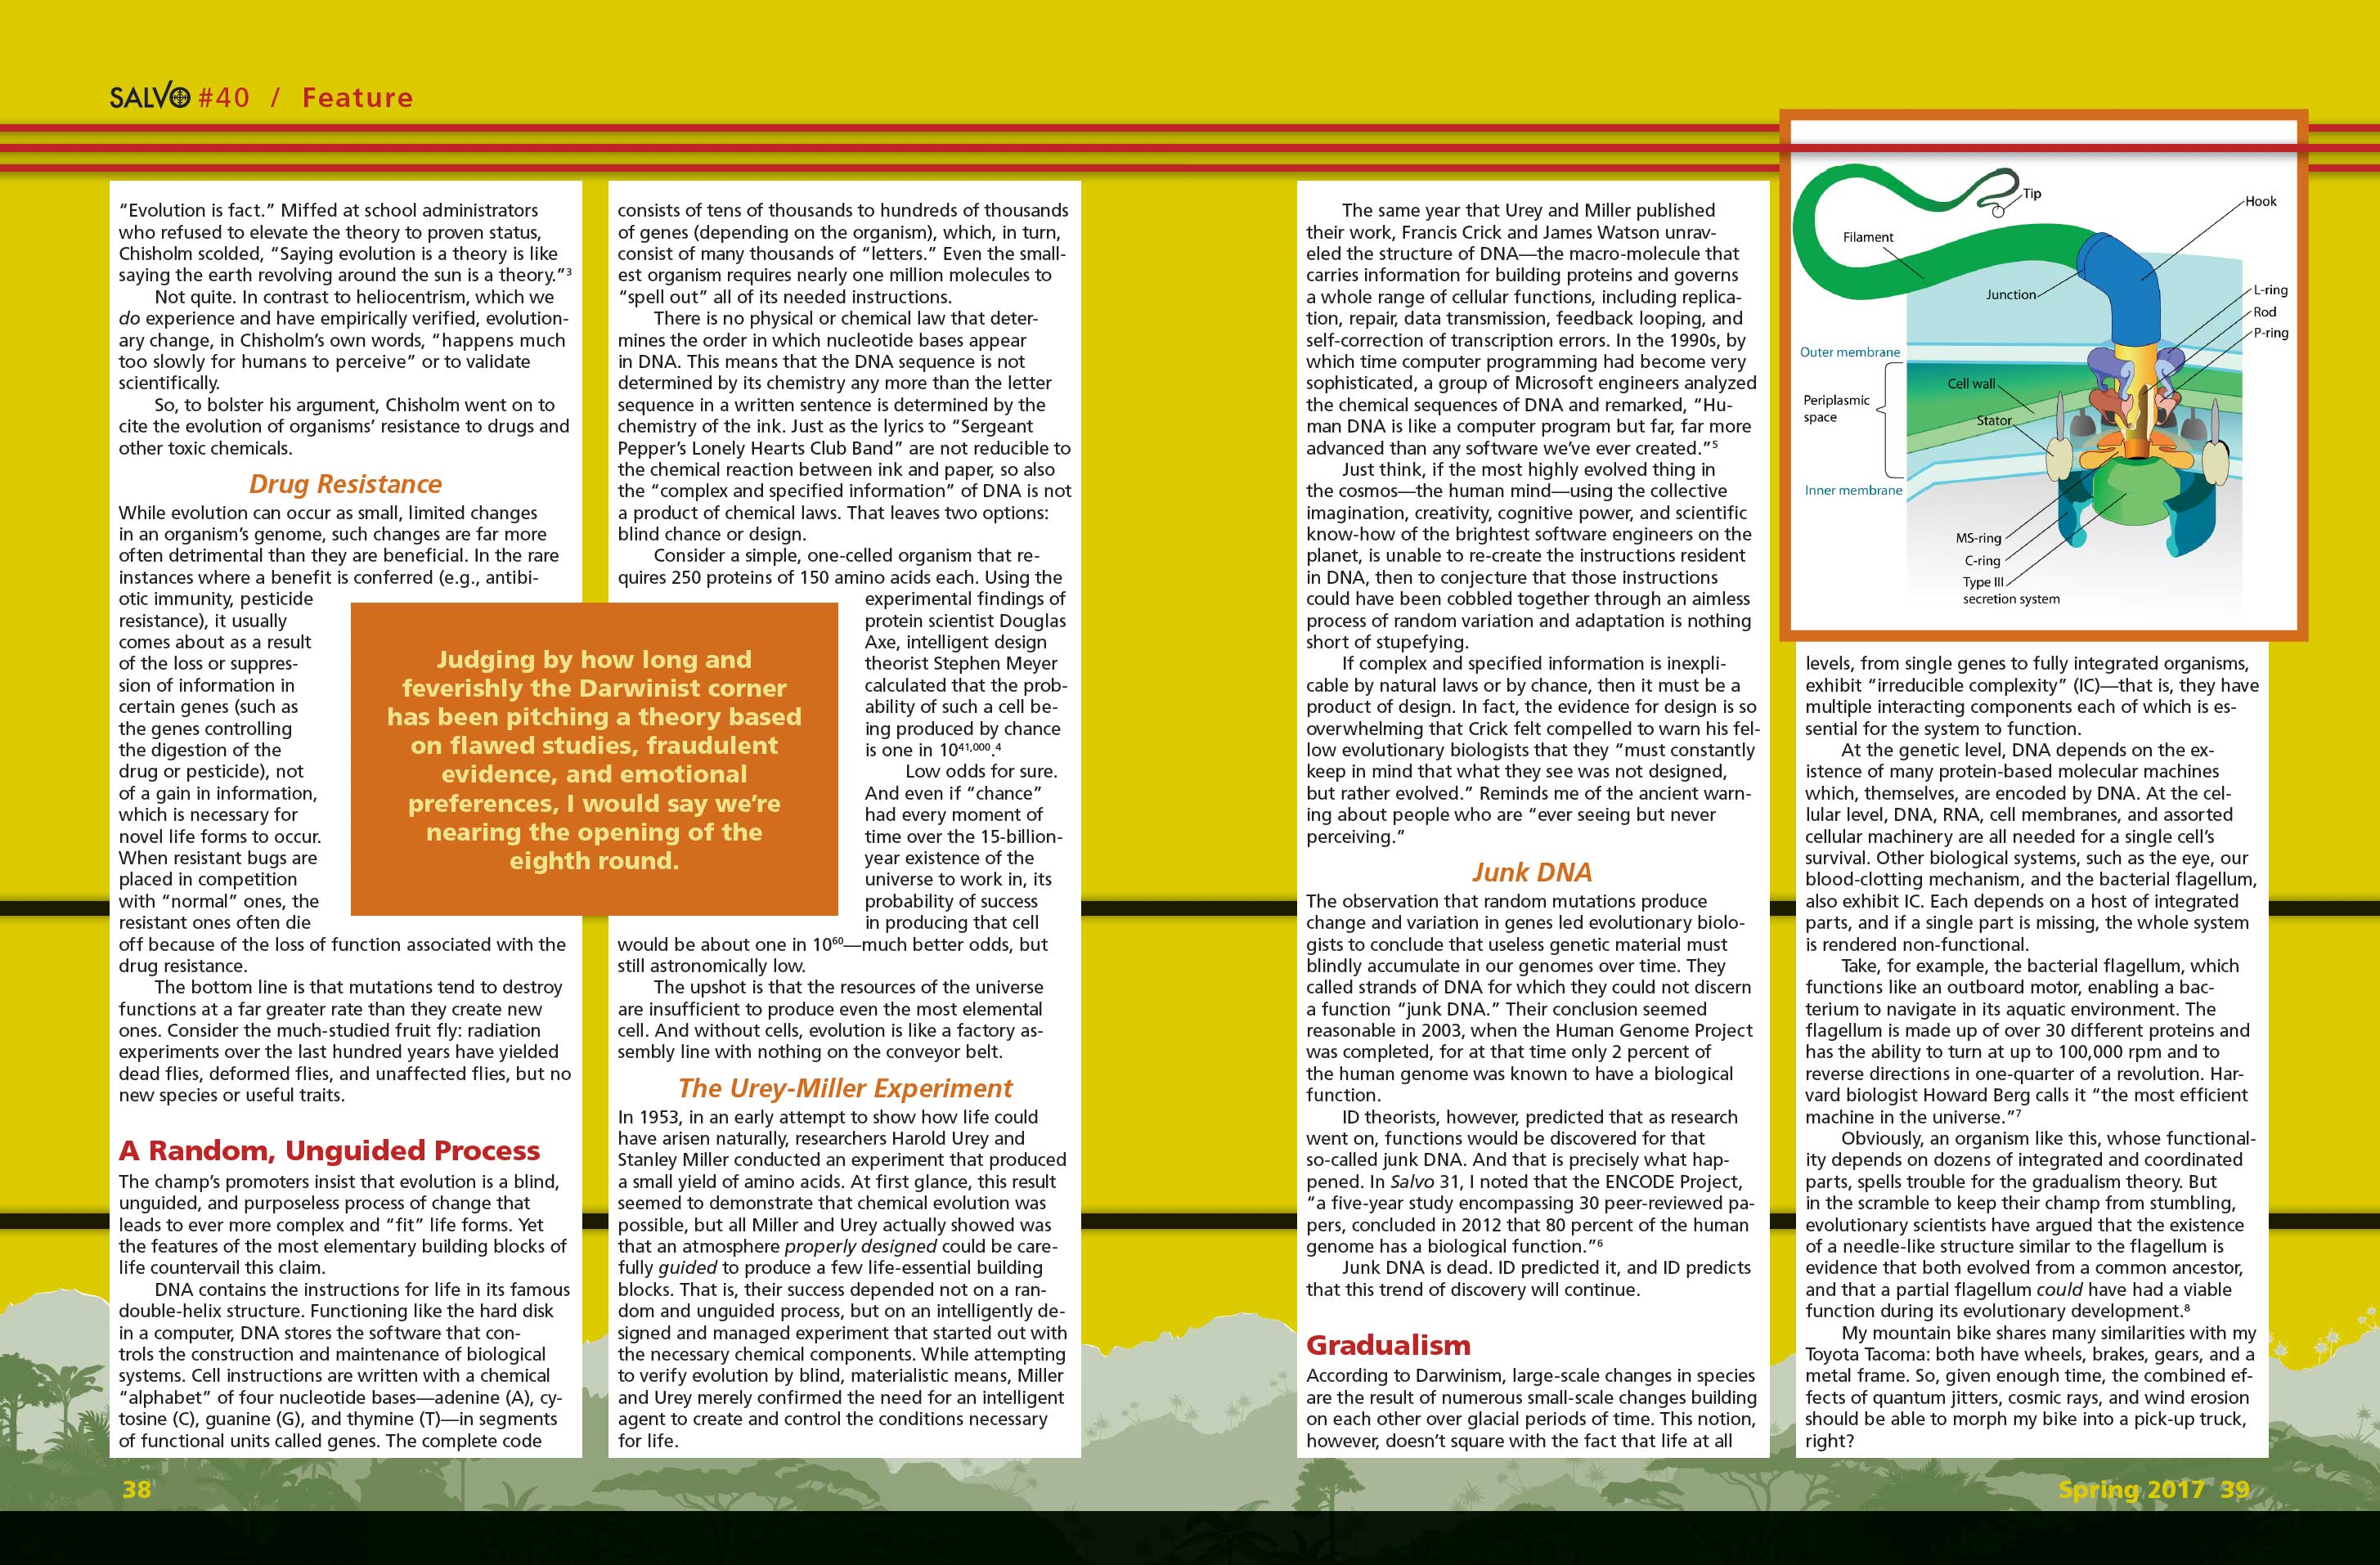 SALVO #40 / Feature
“Evolution is fact.” Miffed at school administrators
who refused to elevate the theory to proven status,
Chisholm scolded, “Saying evolution is a theory is like
saying the earth revolving around the sun is a theory.”3
Not quite. In contrast to heliocentrism, which we
do experience and have empirically verified, evolution-
ary change, in Chisholm’s own words, “happens much
too slowly for humans to perceive” or to validate
scientifically.
So, to bolster his argument, Chisholm went on to
cite the evolution of organisms’ resistance to drugs and
other toxic chemicals.
Drug Resistance
While evolution can occur as small, limited changes
in an organism’s genome, such changes are far more
often detrimental than they are beneficial. In the rare
instances where a benefit is conferred (e.g., antibi-
otic immunity, pesticide
resistance), it usually
comes about as a result
of the loss or suppres-
sion of information in
certain genes (such as
the genes controlling
the digestion of the
drug or pesticide), not
of a gain in information,
which is necessary for
novel life forms to occur.
When resistant bugs are
placed in competition
with “normal” ones, the
resistant ones often die
off because of the loss of function associated with the
drug resistance.
The bottom line is that mutations tend to destroy
functions at a far greater rate than they create new
ones. Consider the much-studied fruit fly: radiation
experiments over the last hundred years have yielded
dead flies, deformed flies, and unaffected flies, but no
new species or useful traits.
A Random, Unguided Process
The champ’s promoters insist that evolution is a blind,
unguided, and purposeless process of change that
leads to ever more complex and “fit” life forms. Yet
the features of the most elementary building blocks of
life countervail this claim.
DNA contains the instructions for life in its famous
double-helix structure. Functioning like the hard disk
in a computer, DNA stores the software that con-
trols the construction and maintenance of biological
systems. Cell instructions are written with a chemical
“alphabet” of four nucleotide bases—adenine (A), cy-
tosine (C), guanine (G), and thymine (T)—in segments
of functional units called genes. The complete code
Judging by how long and
feverishly the Darwinist corner
has been pitching a theory based
on flawed studies, fraudulent
evidence, and emotional
preferences, I would say we’re
nearing the opening of the
eighth round.
consists of tens of thousands to hundreds of thousands
of genes (depending on the organism), which, in turn,
consist of many thousands of “letters.” Even the small-
est organism requires nearly one million molecules to
“spell out” all of its needed instructions.
There is no physical or chemical law that deter-
mines the order in which nucleotide bases appear
in DNA. This means that the DNA sequence is not
determined by its chemistry any more than the letter
sequence in a written sentence is determined by the
chemistry of the ink. Just as the lyrics to “Sergeant
Pepper’s Lonely Hearts Club Band” are not reducible to
the chemical reaction between ink and paper, so also
the “complex and specified information” of DNA is not
a product of chemical laws. That leaves two options:
blind chance or design.
Consider a simple, one-celled organism that re-
quires 250 proteins of 150 amino acids each. Using the
experimental findings of
protein scientist Douglas
Axe, intelligent design
theorist Stephen Meyer
calculated that the prob-
ability of such a cell be-
ing produced by chance
is one in 10^41,000.4
Low odds for sure.
And even if “chance”
had every moment of
time over the 15-billion-
year existence of the
universe to work in, its
probability of success
in producing that cell
would be about one in 10^60—much better odds, but
still astronomically low.
The upshot is that the resources of the universe
are insufficient to produce even the most elemental
cell. And without cells, evolution is like a factory as-
sembly line with nothing on the conveyor belt.
The Urey-Miller Experiment
In 1953, in an early attempt to show how life could
have arisen naturally, researchers Harold Urey and
Stanley Miller conducted an experiment that produced
a small yield of amino acids. At first glance, this result
seemed to demonstrate that chemical evolution was
possible, but all Miller and Urey actually showed was
that an atmosphere properly designed could be care-
fully guided to produce a few life-essential building
blocks. That is, their success depended not on a ran-
dom and unguided process, but on an intelligently de-
signed and managed experiment that started out with
the necessary chemical components. While attempting
to verify evolution by blind, materialistic means, Miller
and Urey merely confirmed the need for an intelligent
agent to create and control the conditions necessary
for life.
The same year that Urey and Miller published
their work, Francis Crick and James Watson unrav-
eled the structure of DNA—the macro-molecule that
carries information for building proteins and governs
a whole range of cellular functions, including replica-
tion, repair, data transmission, feedback looping, and
self-correction of transcription errors. In the 1990s, by
which time computer programming had become very
sophisticated, a group of Microsoft engineers analyzed
the chemical sequences of DNA and remarked, “Hu-
man DNA is like a computer program but far, far more
advanced than any software we’ve ever created.”5
Just think, if the most highly evolved thing in
the cosmos—the human mind—using the collective
imagination, creativity, cognitive power, and scientific
know-how of the brightest software engineers on the
planet, is unable to re-create the instructions resident
in DNA, then to conjecture that those instructions
could have been cobbled together through an aimless
process of random variation and adaptation is nothing
short of stupefying.
If complex and specified information is inexpli-
cable by natural laws or by chance, then it must be a
product of design. In fact, the evidence for design is so
overwhelming that Crick felt compelled to warn his fel-
low evolutionary biologists that they “must constantly
keep in mind that what they see was not designed,
but rather evolved.” Reminds me of the ancient warn-
ing about people who are “ever seeing but never
perceiving.”
Junk DNA
The observation that random mutations produce
change and variation in genes led evolutionary biolo-
gists to conclude that useless genetic material must
blindly accumulate in our genomes over time. They
called strands of DNA for which they could not discern
a function “junk DNA.” Their conclusion seemed
reasonable in 2003, when the Human Genome Project
was completed, for at that time only 2 percent of
the human genome was known to have a biological
function.
ID theorists, however, predicted that as research
went on, functions would be discovered for that
so-called junk DNA. And that is precisely what hap-
pened. In Salvo 31, I noted that the ENCODE Project,
“a five-year study encompassing 30 peer-reviewed pa-
pers, concluded in 2012 that 80 percent of the human
genome has a biological function.”6
Junk DNA is dead. ID predicted it, and ID predicts
that this trend of discovery will continue.
Gradualism
According to Darwinism, large-scale changes in species
are the result of numerous small-scale changes building
on each other over glacial periods of time. This notion,
however, doesn’t square with the fact that life at all
Tip
Hook
Filament
Junction
L-ring
Rod
P-ring
Outer membrane
Cell wall
Periplasmic
space
Stator
Inner membrane
MS-ring
C-ring
Type III
secretion system
levels, from single genes to fully integrated organisms,
exhibit “irreducible complexity” (IC)—that is, they have
multiple interacting components each of which is es-
sential for the system to function.
At the genetic level, DNA depends on the ex-
istence of many protein-based molecular machines
which, themselves, are encoded by DNA. At the cel-
lular level, DNA, RNA, cell membranes, and assorted
cellular machinery are all needed for a single cell’s
survival. Other biological systems, such as the eye, our
blood-clotting mechanism, and the bacterial flagellum,
also exhibit IC. Each depends on a host of integrated
parts, and if a single part is missing, the whole system
is rendered non-functional.
Take, for example, the bacterial flagellum, which
functions like an outboard motor, enabling a bac-
terium to navigate in its aquatic environment. The
flagellum is made up of over 30 different proteins and
has the ability to turn at up to 100,000 rpm and to
reverse directions in one-quarter of a revolution. Har-
vard biologist Howard Berg calls it “the most efficient
machine in the universe.”7
Obviously, an organism like this, whose functional-
ity depends on dozens of integrated and coordinated
parts, spells trouble for the gradualism theory. But
in the scramble to keep their champ from stumbling,
evolutionary scientists have argued that the existence
of a needle-like structure similar to the flagellum is
evidence that both evolved from a common ancestor,
and that a partial flagellum could have had a viable
function during its evolutionary development.8
My mountain bike shares many similarities with my
Toyota Tacoma: both have wheels, brakes, gears, and a
metal frame. So, given enough time, the combined ef-
fects of quantum jitters, cosmic rays, and wind erosion
should be able to morph my bike into a pick-up truck,
right?
38
Spring 2017 39